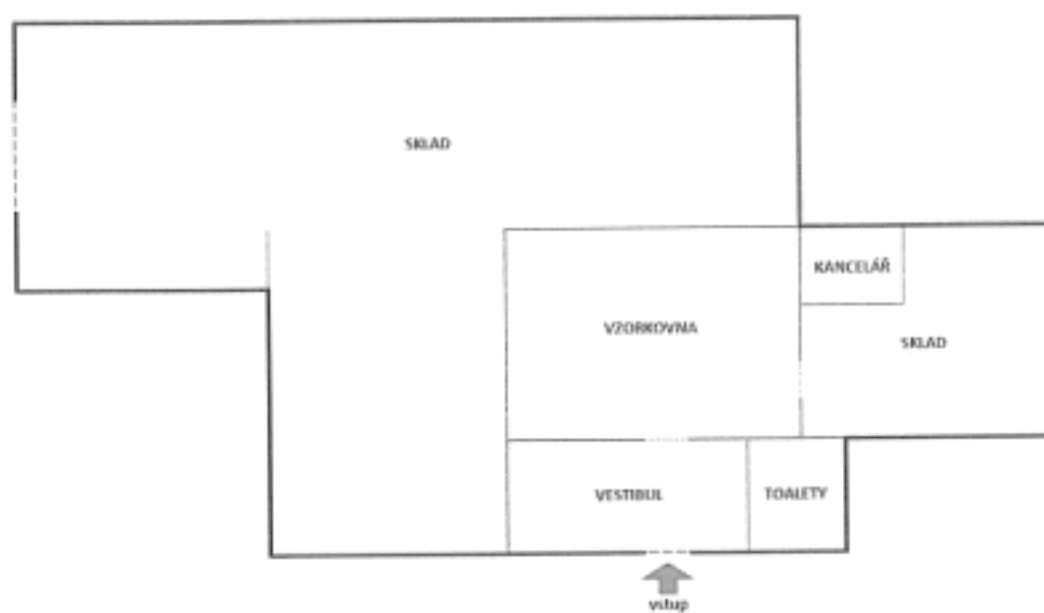 SKLAD
KANCELÁŘ
VZORKOVNA
SKLAD
VESTIBUL
TOALETY
vstup